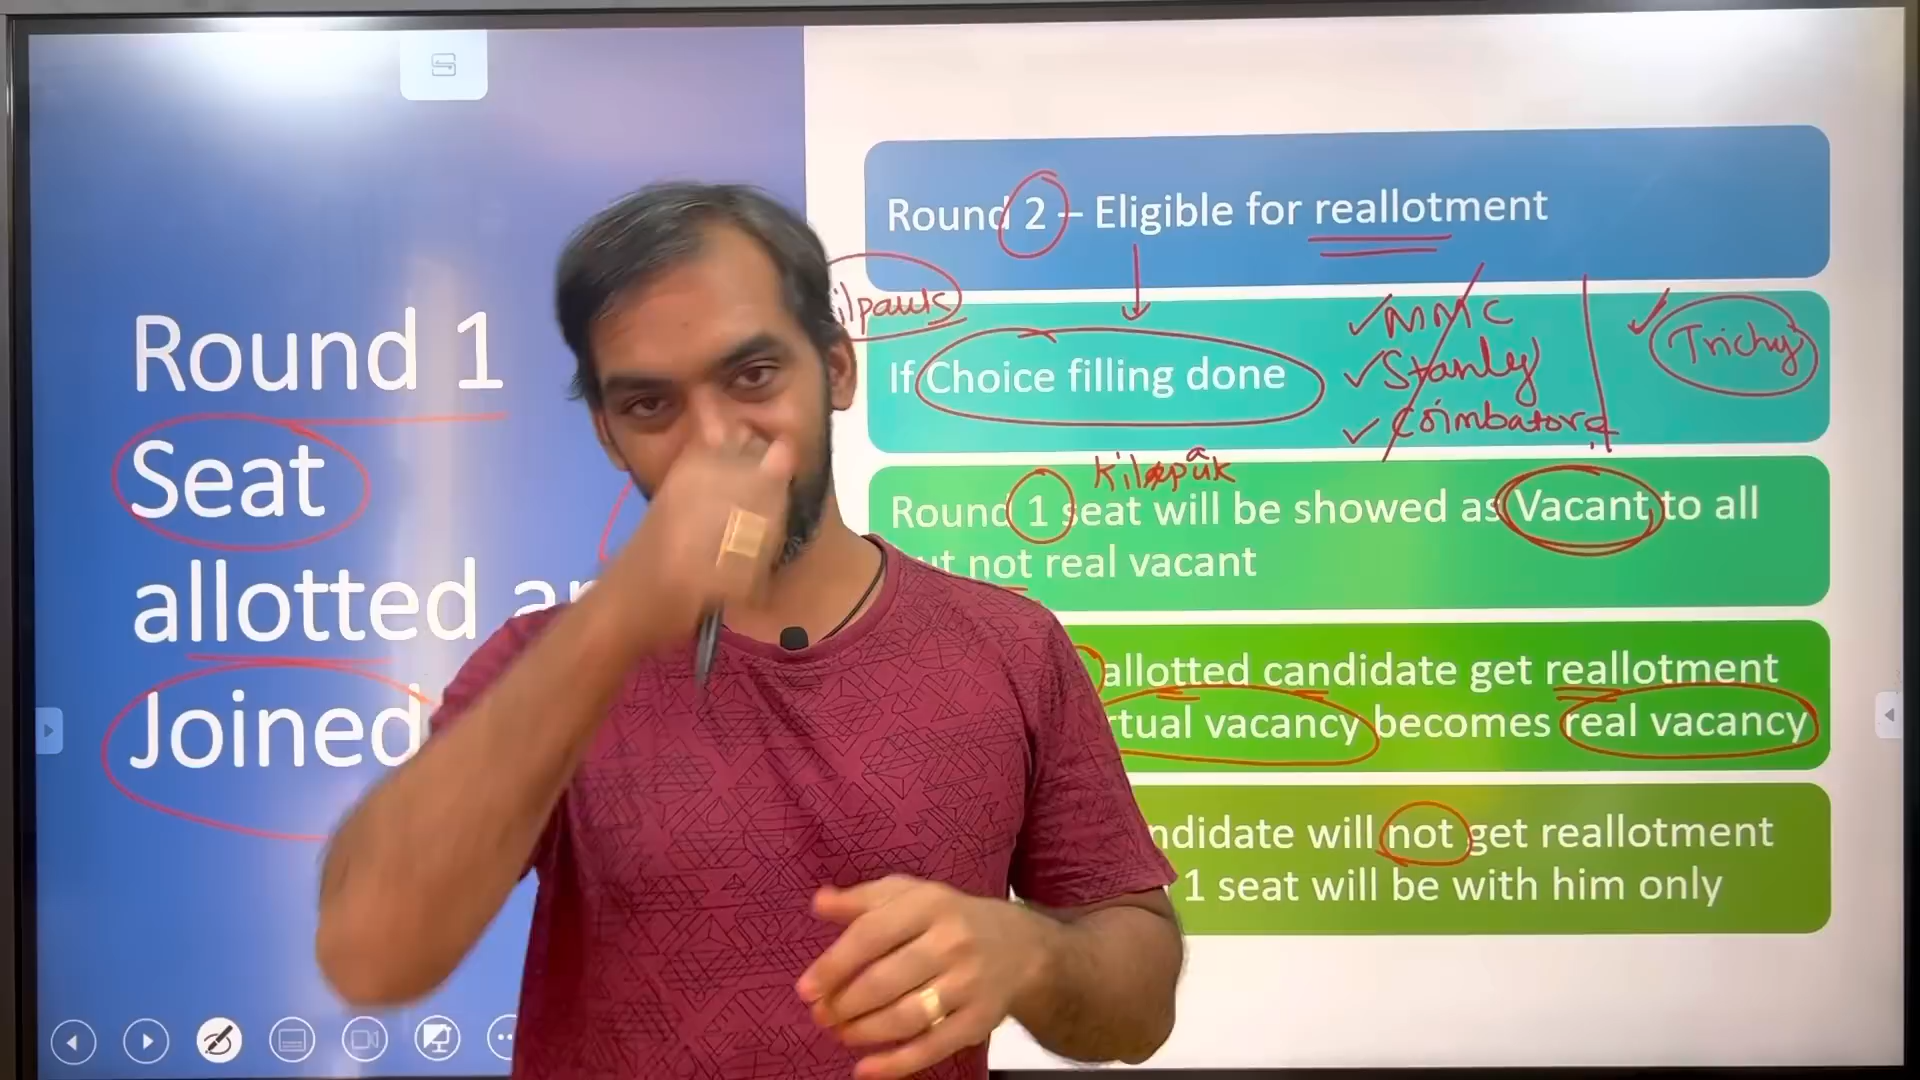 Round 1
Seat
allotted
Joined
Round 2 – Eligible for reallotment
ilpauk
If Choice filling done
MMC
Stanley
Coimbatore
Trichy
Kilpauk
Round 1 seat will be showed as Vacant to all
not real vacant
allotted candidate get reallotment
vacancy becomes real vacancy
will not get reallotment
1 seat will be with him only